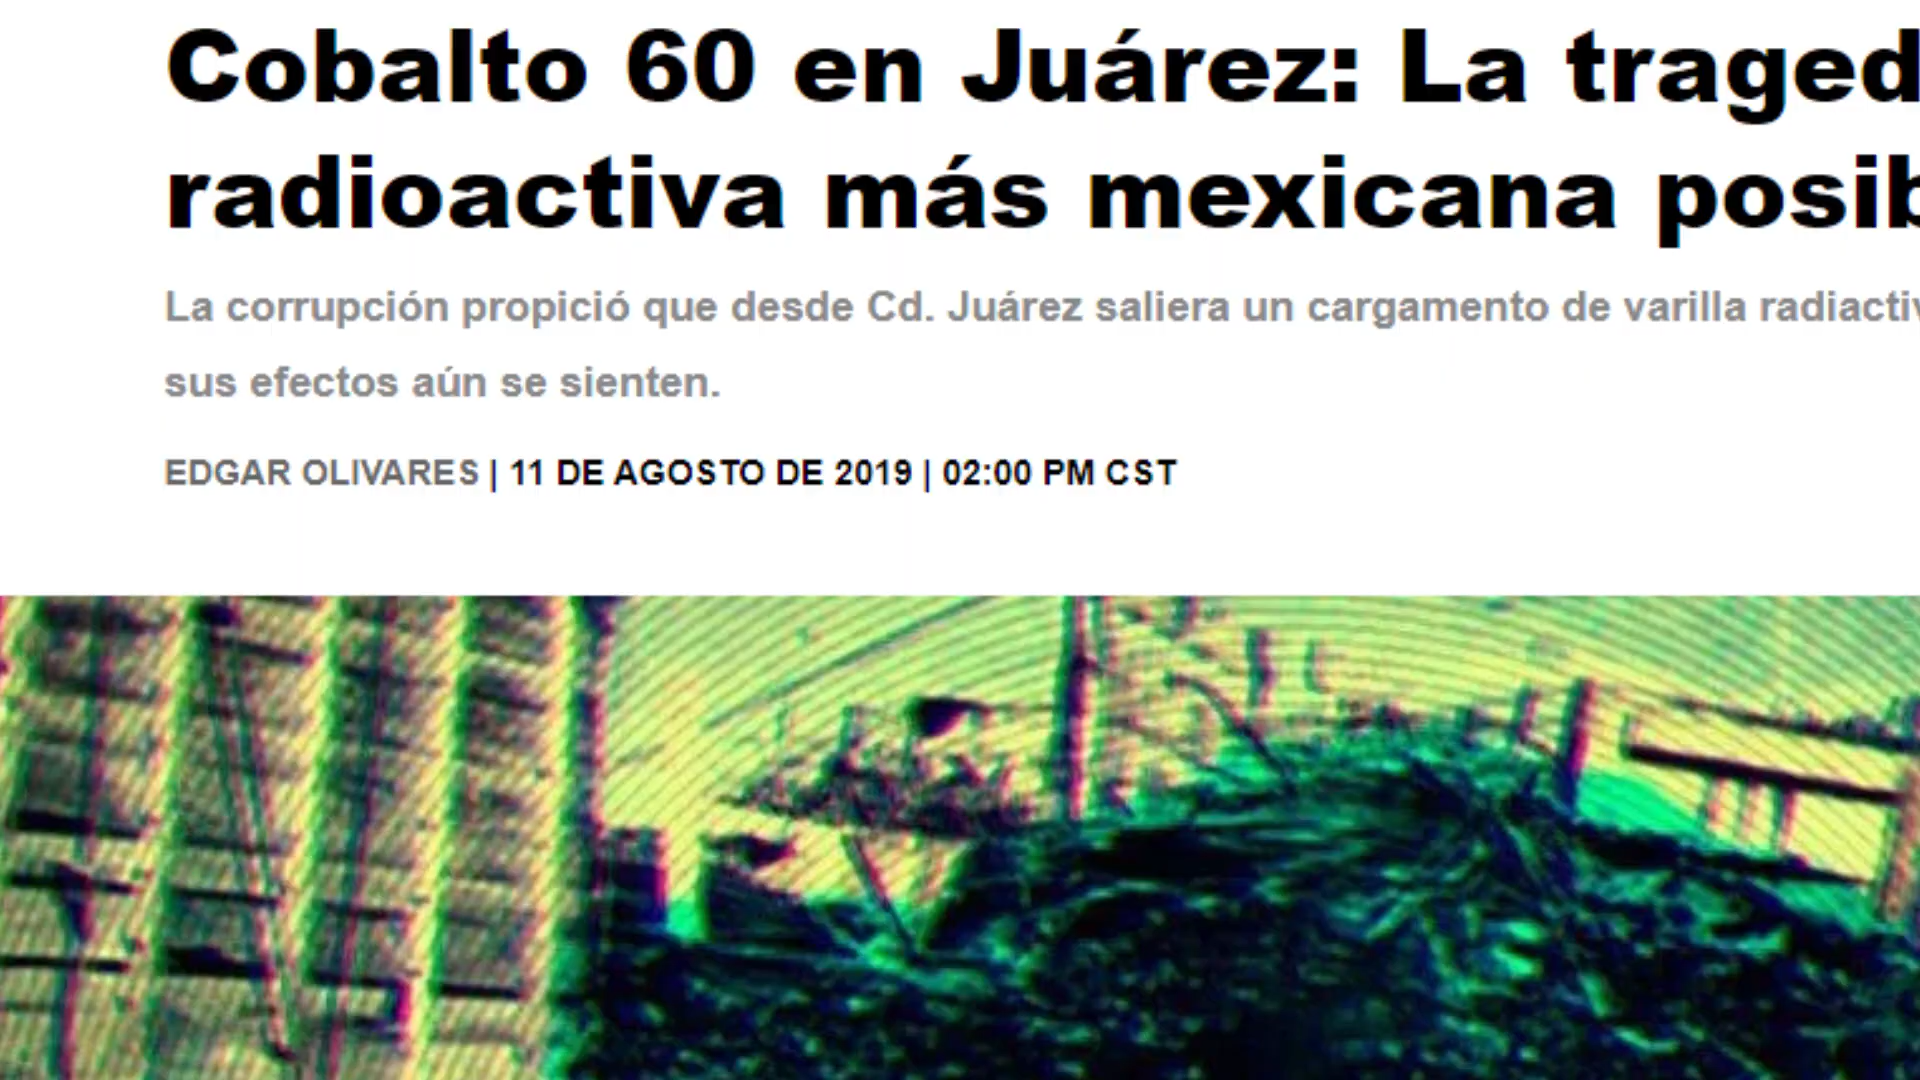 Cobalto 60 en Juárez: La traged
radioactiva más mexicana posib
La corrupción propició que desde Cd. Juárez saliera un cargamento de varilla radiactiv
sus efectos aún se sienten.
EDGAR OLIVARES | 11 DE AGOSTO DE 2019 | 02:00 PM CST